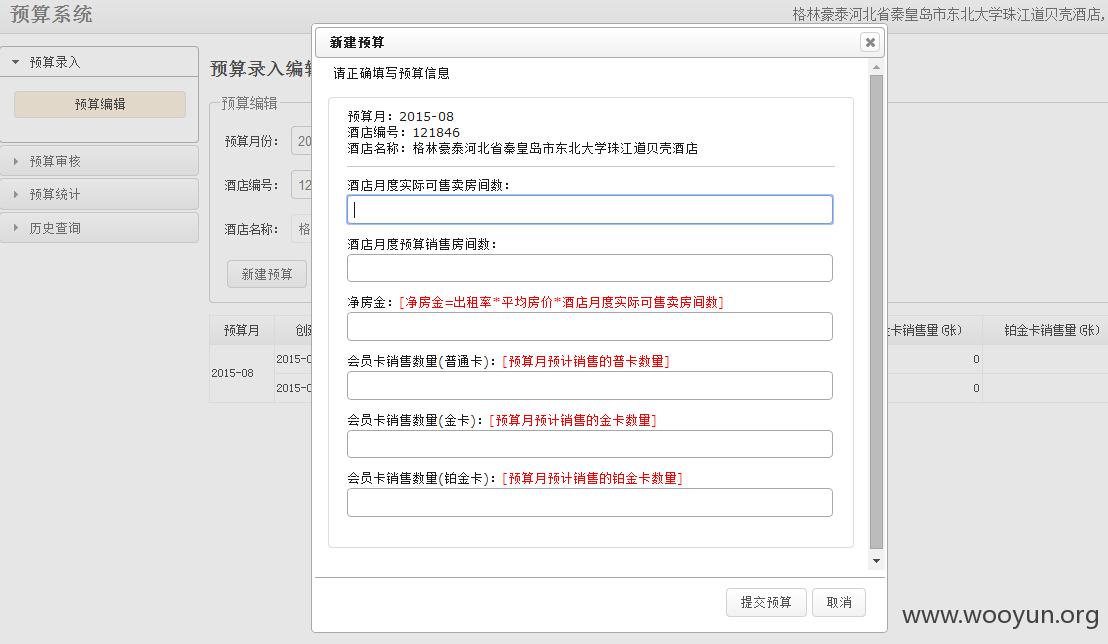 预算系统
格林豪泰河北省秦皇岛市东北大学珠江道贝壳酒店,
预算录入
预算编辑
预算审核
预算统计
历史查询
预算录入编辑
预算编辑
预算月份： 20
酒店编号： 12
酒店名称： 格
新建预算
预算月
2015-08
2015-0
2015-0
卡销售量(张) 铂金卡销售量(张)
0
0
新建预算
请正确填写预算信息
预算月：2015-08
酒店编号：121846
酒店名称：格林豪泰河北省秦皇岛市东北大学珠江道贝壳酒店
酒店月度实际可售卖房间数：
酒店月度预算销售房间数：
净房金：[净房金=出租率*平均房价*酒店月度实际可售卖房间数]
会员卡销售数量(普通卡)：[预算月预计销售的普卡数量]
会员卡销售数量(金卡)：[预算月预计销售的金卡数量]
会员卡销售数量(铂金卡)：[预算月预计销售的铂金卡数量]
提交预算 取消
www.wooyun.org